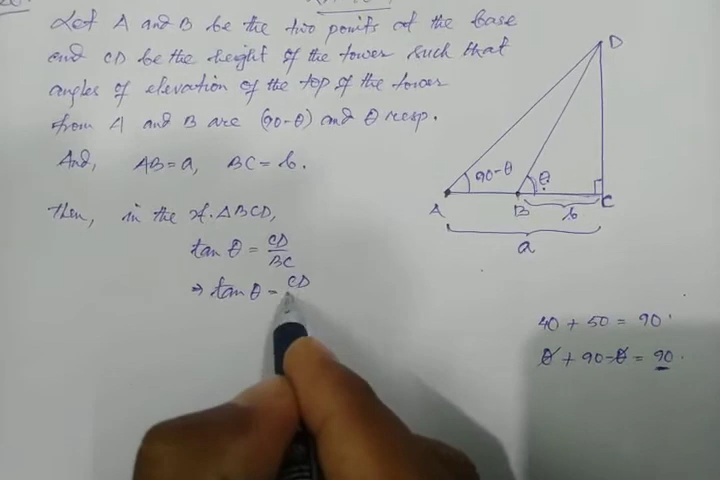 Let A and B be the two points at the base
and CD be the height of the tower such that
angles of elevation of the top of the tower
from A and B are (90-θ) and θ resp.
And, AB=a, BC=b.
then, in the rt. ΔBCD,
tan θ = CD/BC
⇒ tan θ = CD
D
90-θ
θ
A
B
C
b
a
40 + 50 = 90
θ + 90-θ = 90.